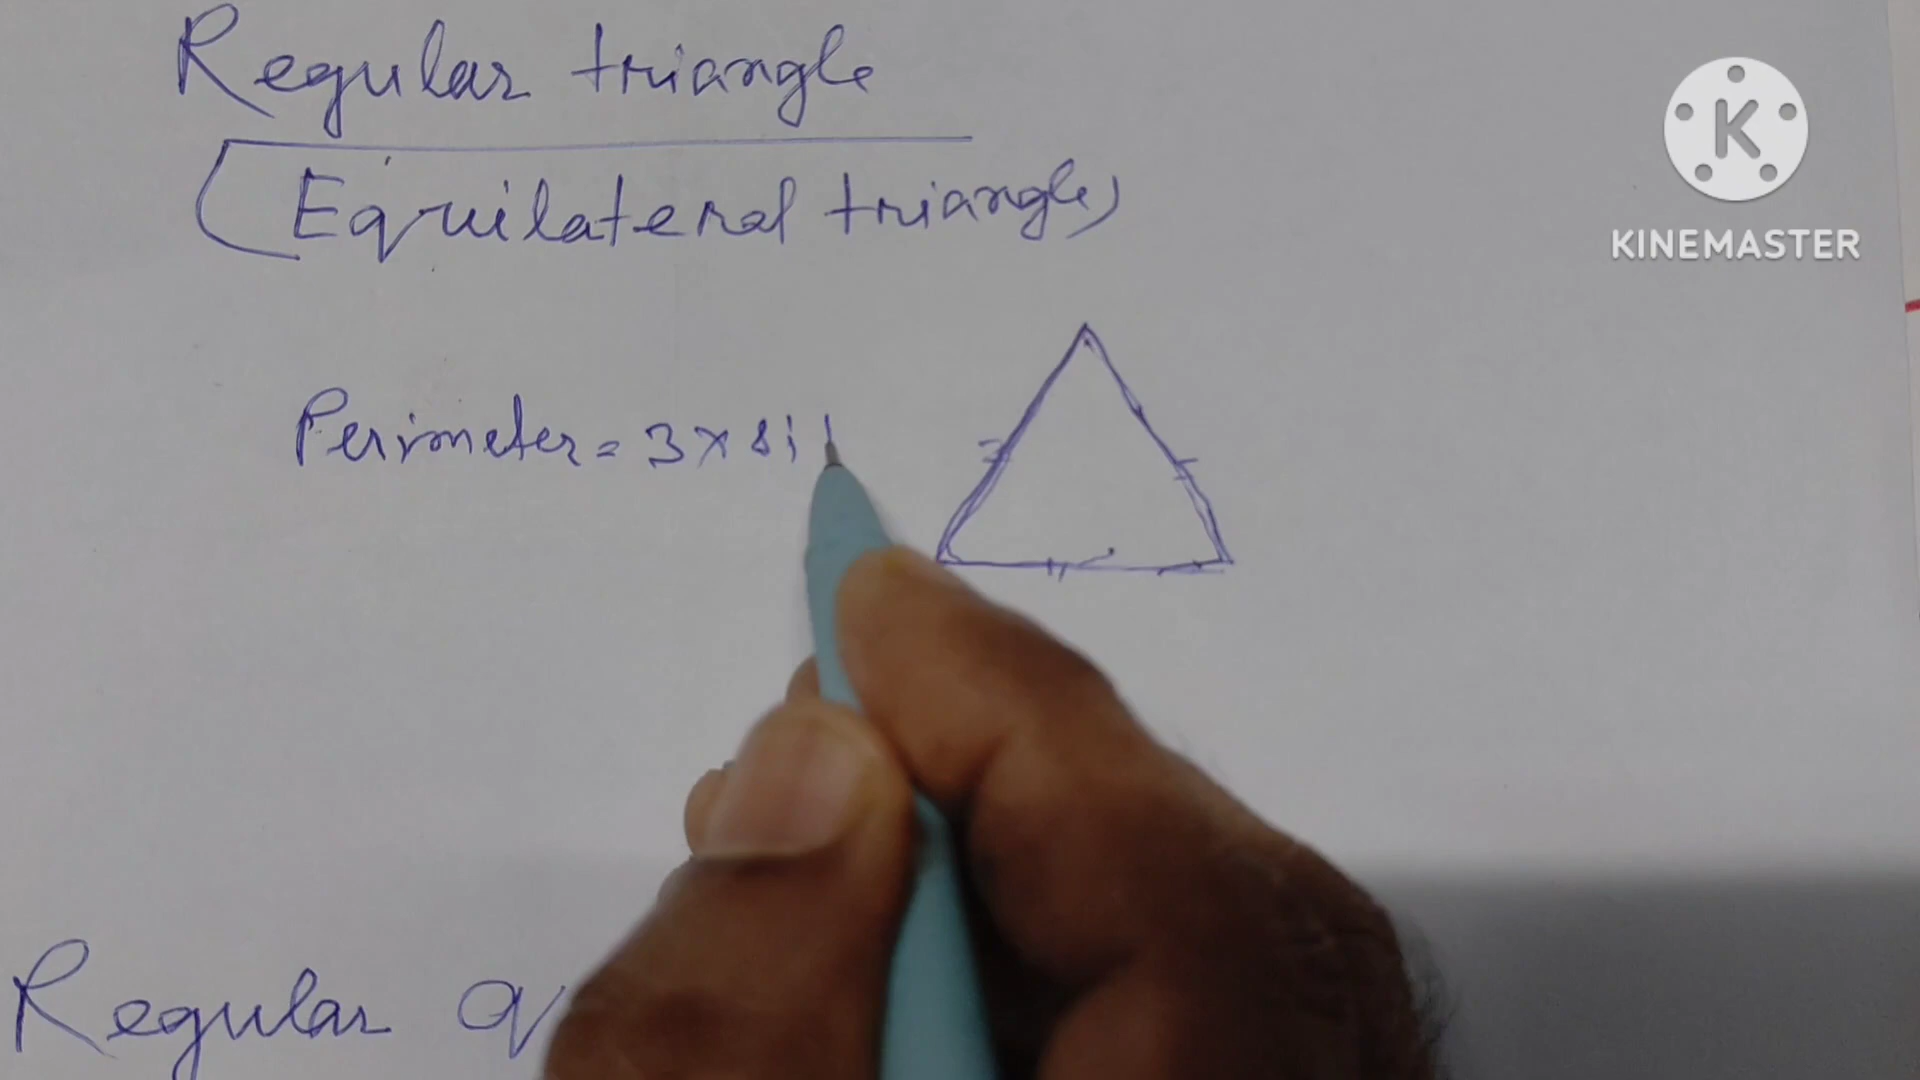 Regular triangle
(Equilateral triangle)
KINEMASTER
Perimeter = 3 x si
Regular